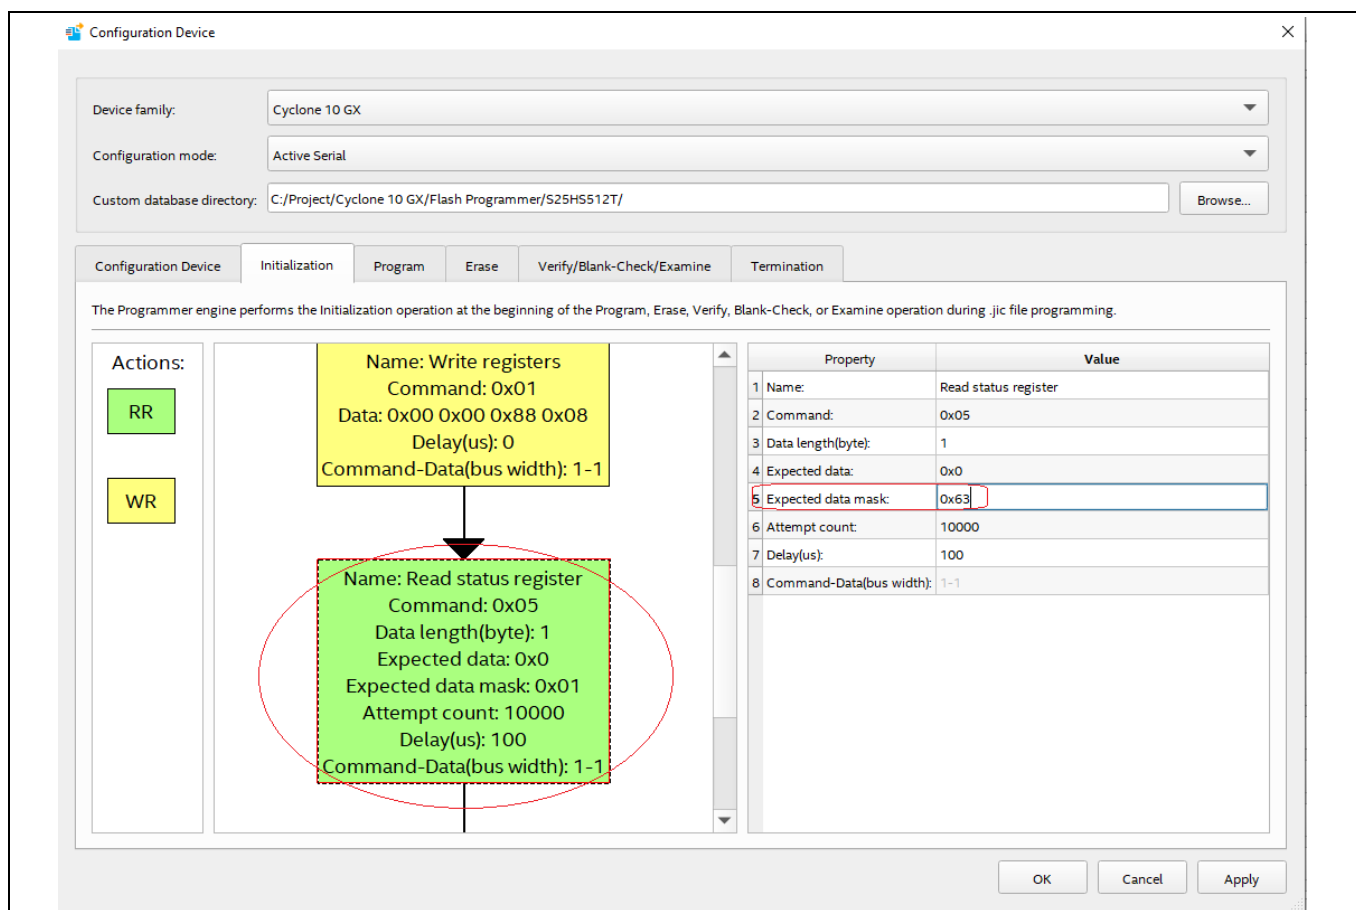 Configuration Device
Device family:
Cyclone 10 GX
Configuration mode:
Active Serial
Custom database directory:
C:/Project/Cyclone 10 GX/Flash Programmer/S25HS512T/
Browse...
Configuration Device
Initialization
Program
Erase
Verify/Blank-Check/Examine
Termination
The Programmer engine performs the Initialization operation at the beginning of the Program, Erase, Verify, Blank-Check, or Examine operation during .jic file programming.
Actions:
RR
WR
Name: Write registers
Command: 0x01
Data: 0x00 0x00 0x88 0x08
Delay(us): 0
Command-Data(bus width): 1-1
Name: Read status register
Command: 0x05
Data length(byte): 1
Expected data: 0x0
Expected data mask: 0x01
Attempt count: 10000
Delay(us): 100
Command-Data(bus width): 1-1
Property Value
1 Name: Read status register
2 Command: 0x05
3 Data length(byte): 1
4 Expected data: 0x0
5 Expected data mask: 0x63
6 Attempt count: 10000
7 Delay(us): 100
8 Command-Data(bus width): 1-1
OK
Cancel
Apply